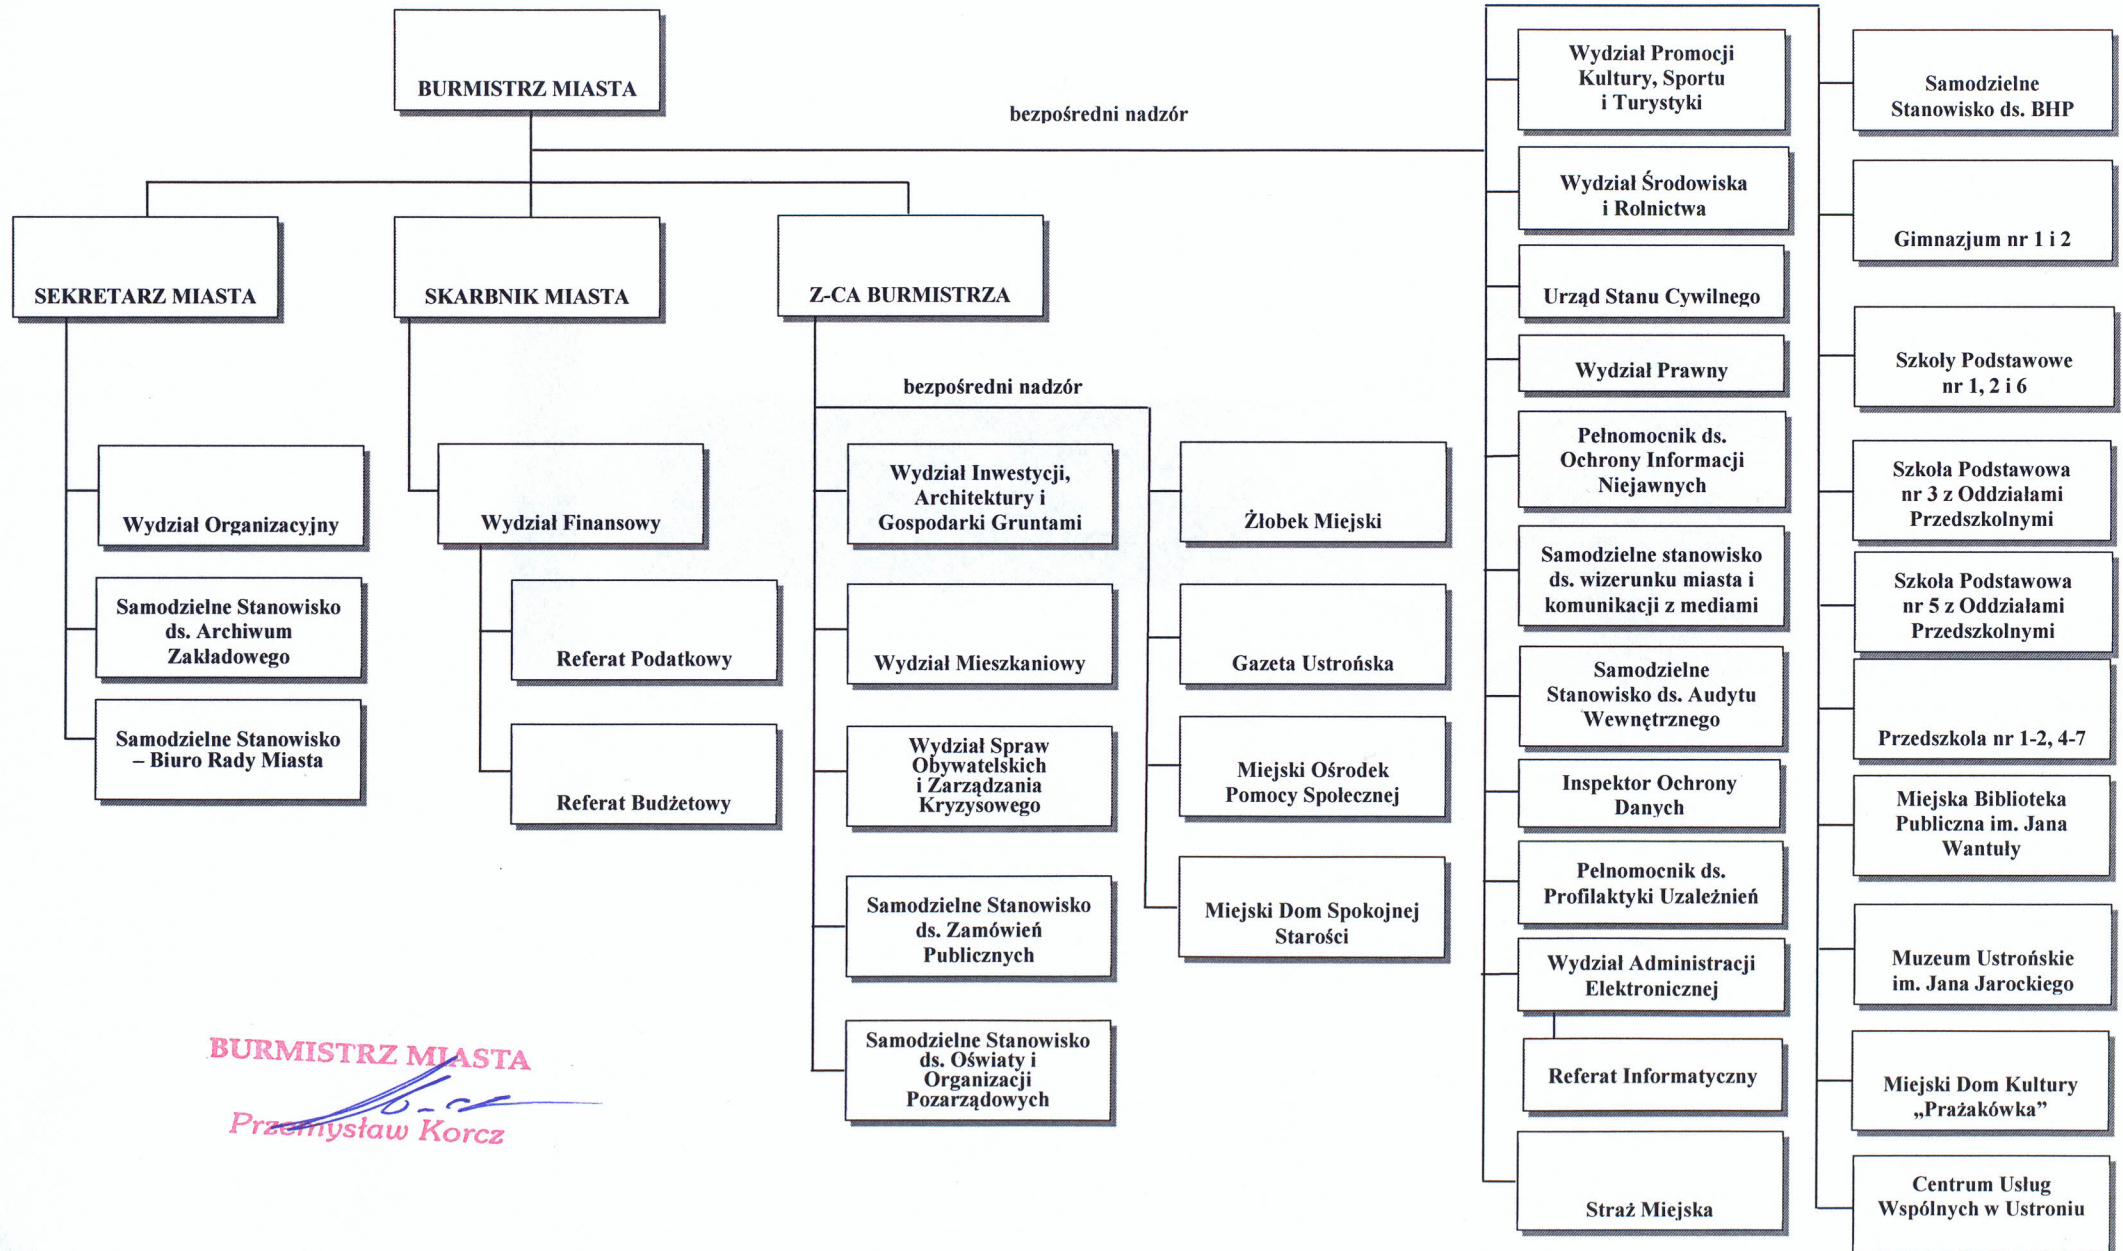 BURMISTRZ MIASTA
bezpośredni nadzór
SEKRETARZ MIASTA
SKARBNIK MIASTA
Z-CA BURMISTRZA
bezpośredni nadzór
Wydział Organizacyjny
Samodzielne Stanowisko
ds. Archiwum
Zakładowego
Samodzielne Stanowisko
– Biuro Rady Miasta
Wydział Finansowy
Referat Podatkowy
Referat Budżetowy
Wydział Inwestycji,
Architektury i
Gospodarki Gruntami
Wydział Mieszkaniowy
Wydział Spraw
Obywatelskich
i Zarządzania
Kryzysowego
Samodzielne Stanowisko
ds. Zamówień
Publicznych
Samodzielne Stanowisko
ds. Oświaty i
Organizacji
Pozarządowych
Żłobek Miejski
Gazeta Ustrońska
Miejski Ośrodek
Pomocy Społecznej
Miejski Dom Spokojnej
Starości
Wydział Promocji
Kultury, Sportu
i Turystyki
Wydział Środowiska
i Rolnictwa
Urząd Stanu Cywilnego
Wydział Prawny
Pełnomocnik ds.
Ochrony Informacji
Niejawnych
Samodzielne stanowisko
ds. wizerunku miasta i
komunikacji z mediami
Samodzielne
Stanowisko ds. Audytu
Wewnętrznego
Inspektor Ochrony
Danych
Pełnomocnik ds.
Profilaktyki Uzależnień
Wydział Administracji
Elektronicznej
Referat Informatyczny
Straż Miejska
Samodzielne
Stanowisko ds. BHP
Gimnazjum nr 1 i 2
Szkoły Podstawowe
nr 1, 2 i 6
Szkoła Podstawowa
nr 3 z Oddziałami
Przedszkolnymi
Szkoła Podstawowa
nr 5 z Oddziałami
Przedszkolnymi
Przedszkola nr 1-2, 4-7
Miejska Biblioteka
Publiczna im. Jana
Wantuły
Muzeum Ustrońskie
im. Jana Jarockiego
Miejski Dom Kultury
„Prażakówka”
Centrum Usług
Wspólnych w Ustroniu
BURMISTRZ MIASTA
Przemysław Korcz